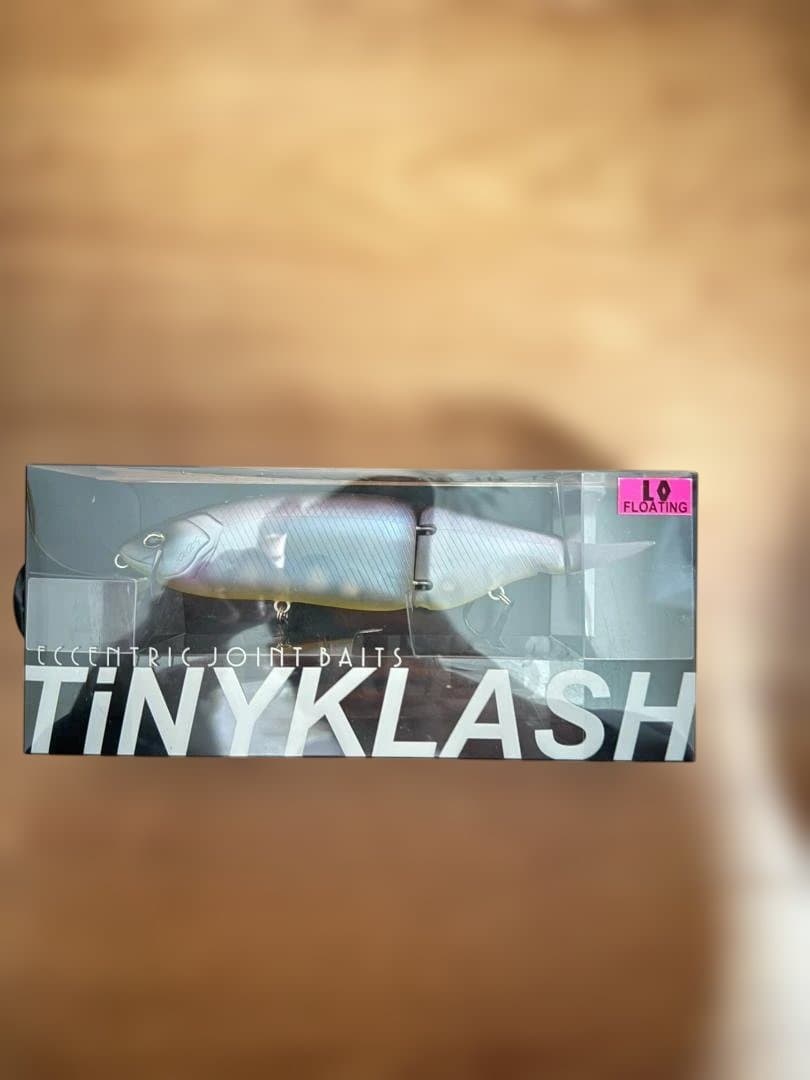 LO
FLOATING
ECCENTRIC JOINT BAITS
TiNYKLASH